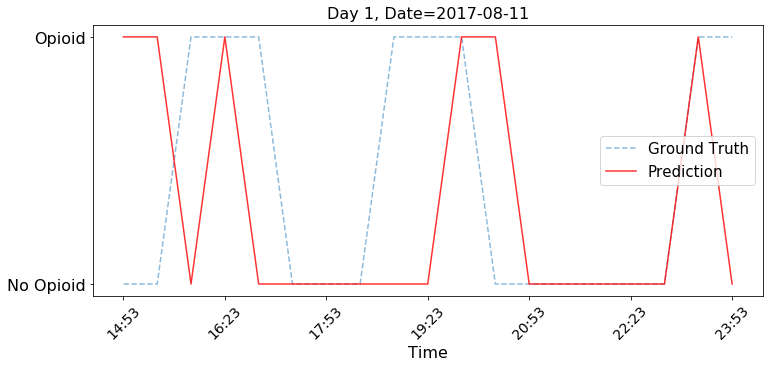 Day 1, Date=2017-08-11
Opioid
No Opioid
Ground Truth
Prediction
14:53
16:23
17:53
19:23
20:53
22:23
23:53
Time